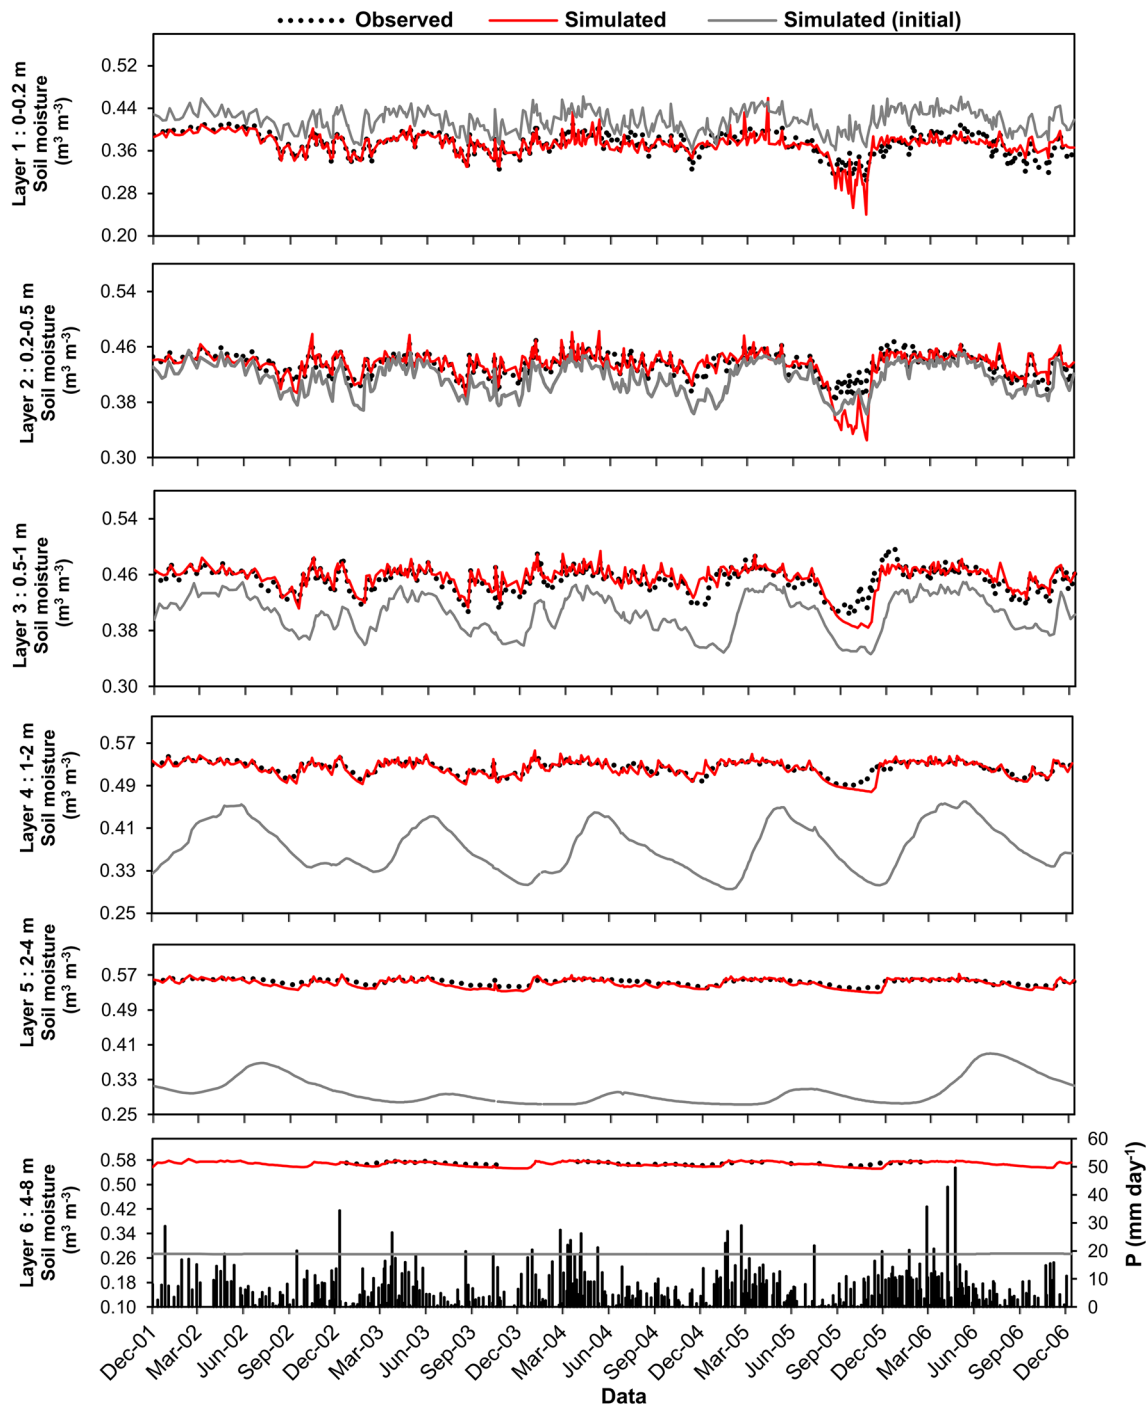 Observed Simulated Simulated (initial)
Layer 1 : 0-0.2 m
Soil moisture
(m³ m⁻³)
0.52
0.44
0.36
0.28
0.20
Layer 2 : 0.2-0.5 m
Soil moisture
(m³ m⁻³)
0.54
0.46
0.38
0.30
Layer 3 : 0.5-1 m
Soil moisture
(m³ m⁻³)
0.54
0.46
0.38
0.30
Layer 4 : 1-2 m
Soil moisture
(m³ m⁻³)
0.57
0.49
0.41
0.33
0.25
Layer 5 : 2-4 m
Soil moisture
(m³ m⁻³)
0.57
0.49
0.41
0.33
0.25
Layer 6 : 4-8 m
Soil moisture
(m³ m⁻³)
0.58
0.50
0.42
0.34
0.26
0.18
0.10
60
50
40
30
20
10
0
P (mm day⁻¹)
Dec-01 Mar-02 Jun-02 Sep-02 Dec-02 Mar-03 Jun-03 Sep-03 Dec-03 Mar-04 Jun-04 Sep-04 Dec-04 Mar-05 Jun-05 Sep-05 Dec-05 Mar-06 Jun-06 Sep-06 Dec-06
Data